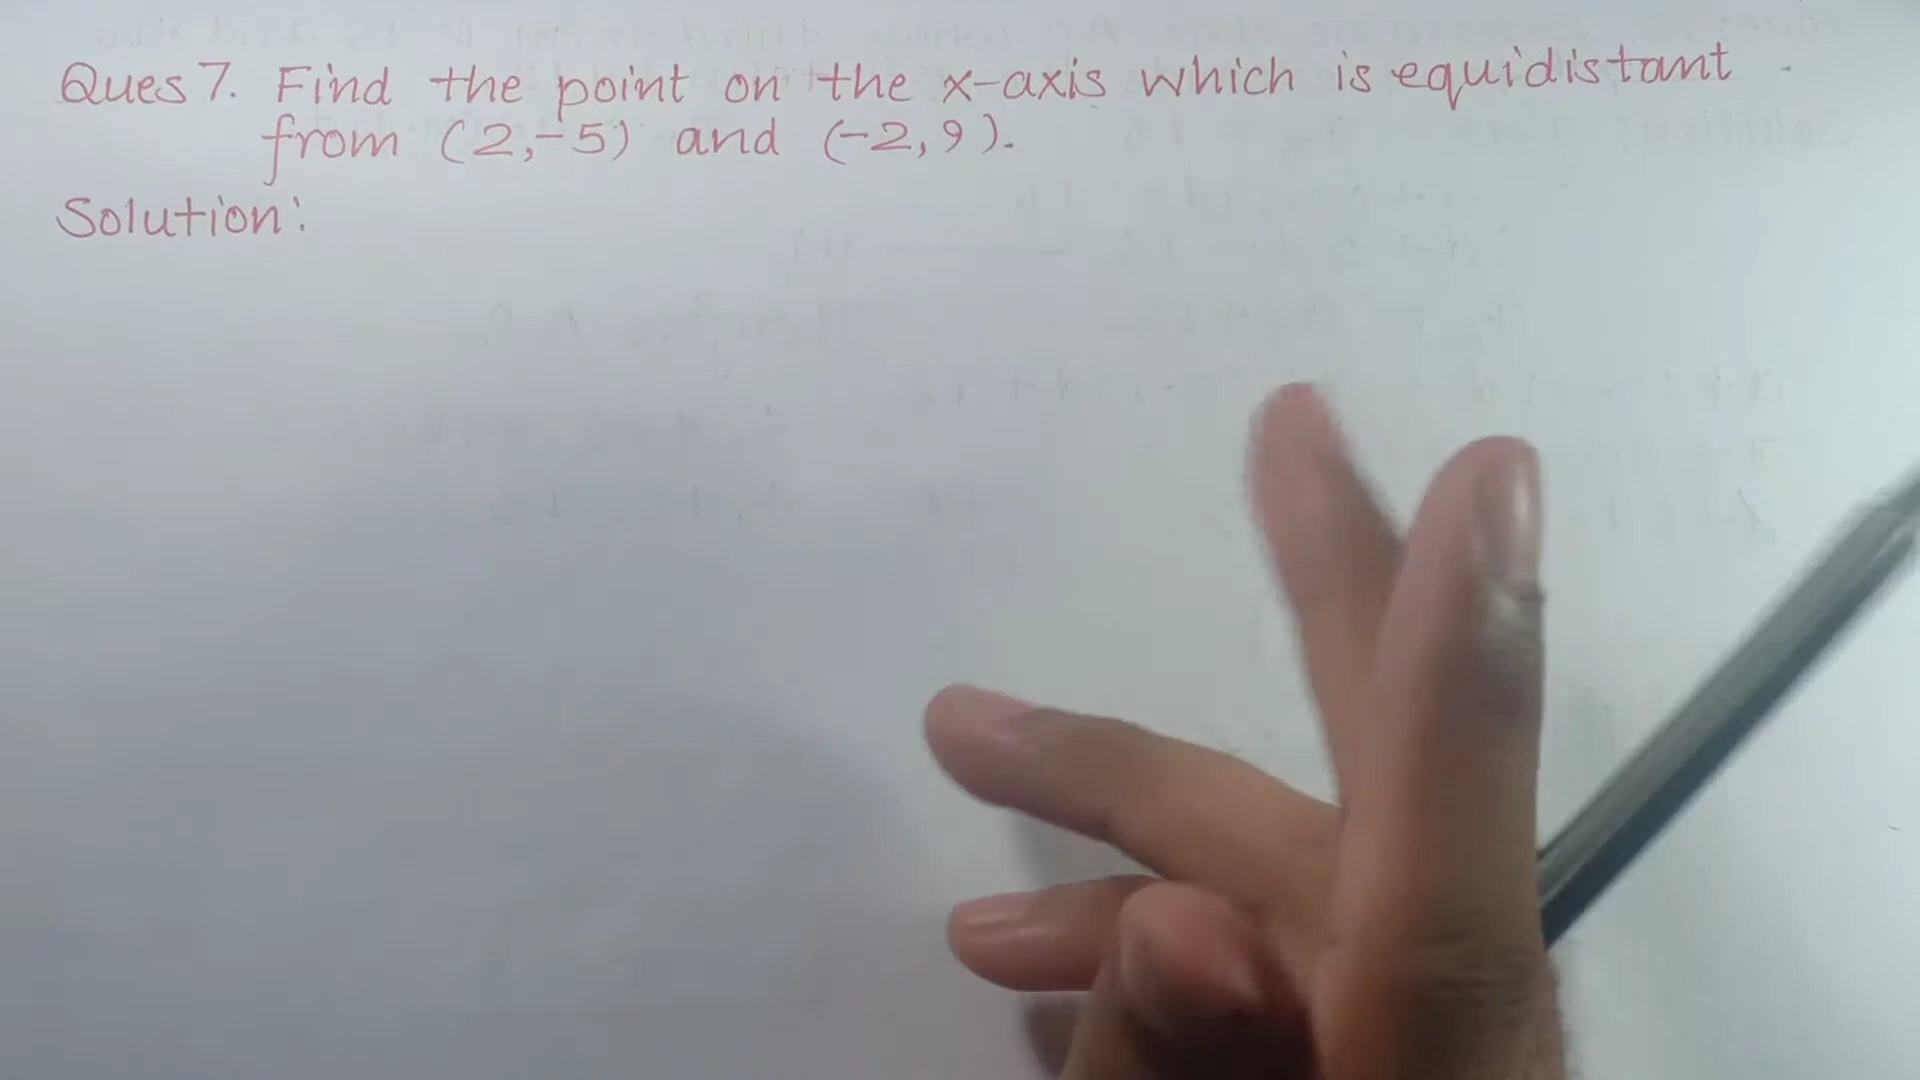 Ques 7. Find the point on the x-axis which is equidistant
from (2,-5) and (-2,9).
Solution: